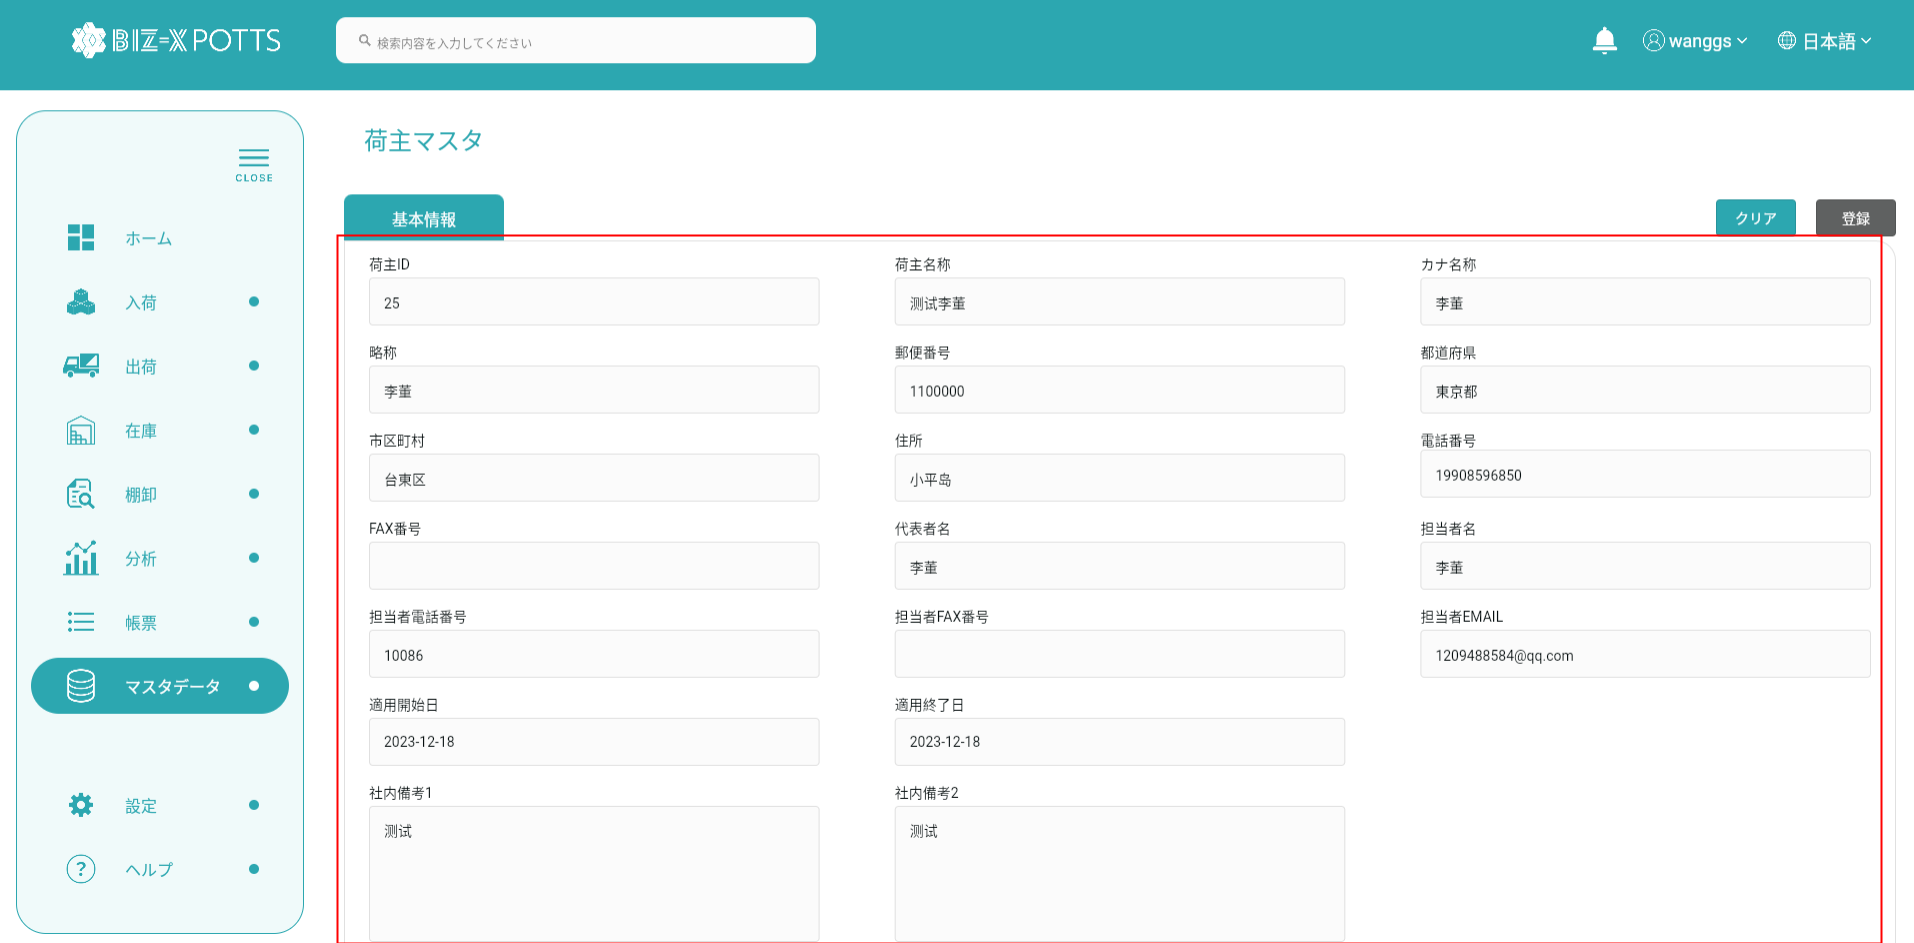 BIZ=X POTTS
検索内容を入力してください
wanggs
日本語
CLOSE
ホーム
入荷
出荷
在庫
棚卸
分析
帳票
マスタデータ
設定
?
ヘルプ
荷主マスタ
基本情報
クリア
登録
荷主ID
荷主名称
カナ名称
25
测试李董
李董
略称
郵便番号
都道府県
李董
1100000
東京都
市区町村
住所
電話番号
台東区
小平岛
19908596850
FAX番号
代表者名
担当者名
李董
李董
担当者電話番号
担当者FAX番号
担当者EMAIL
10086
1209488584@qq.com
適用開始日
適用終了日
2023-12-18
2023-12-18
社内備考1
社内備考2
测试
测试